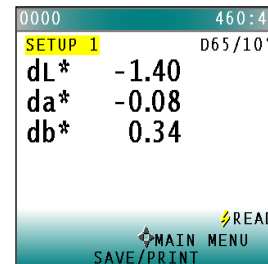 0000 460:4
SETUP 1 D65/10°
dL* -1.40
da* -0.08
db* 0.34
READ
MAIN MENU
SAVE/PRINT